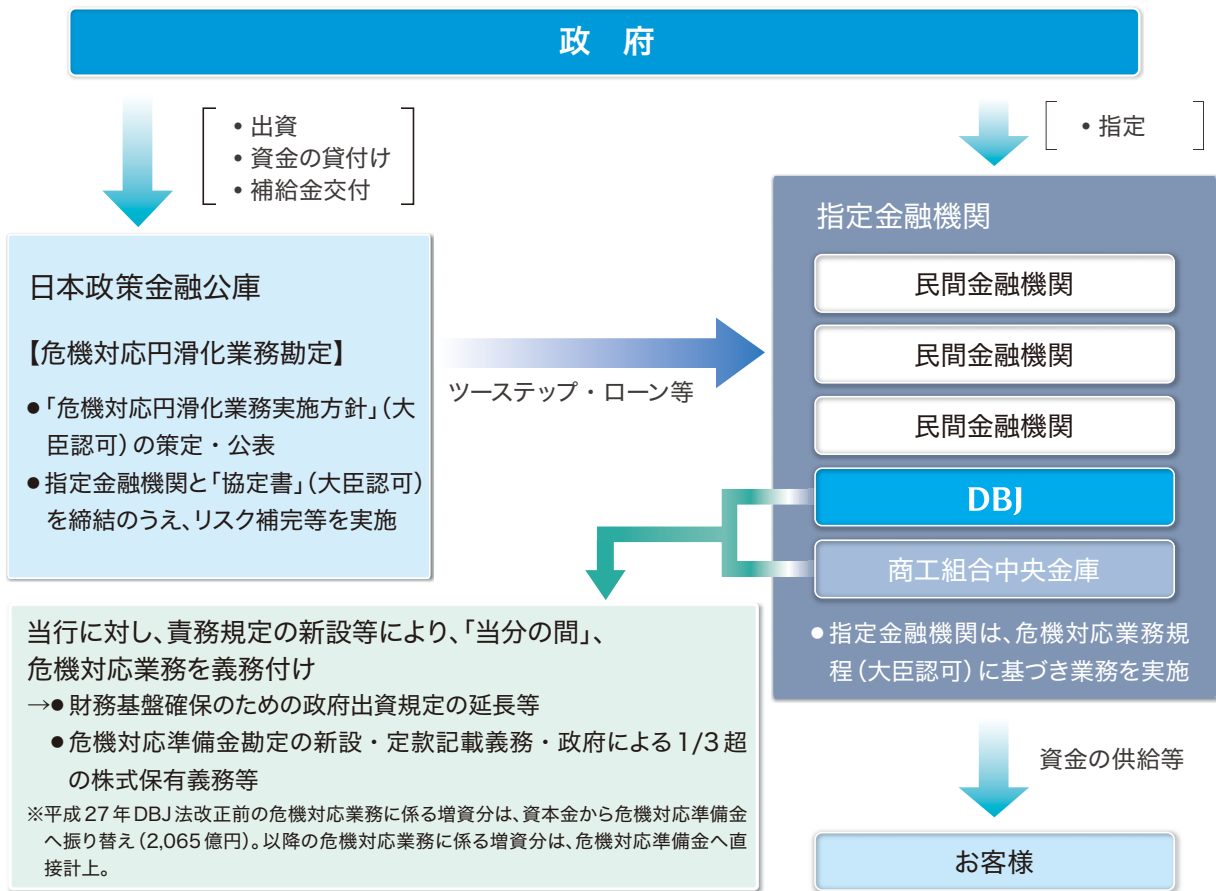 政 府
• 出資
• 資金の貸付け
• 補給金交付
• 指定
日本政策金融公庫
【危機対応円滑化業務勘定】
●「危機対応円滑化業務実施方針」(大
臣認可)の策定・公表
●指定金融機関と「協定書」(大臣認可)
を締結のうえ、リスク補完等を実施
ツーステップ・ローン等
指定金融機関
民間金融機関
民間金融機関
民間金融機関
DBJ
商工組合中央金庫
●指定金融機関は、危機対応業務規
程(大臣認可)に基づき業務を実施
当行に対し、責務規定の新設等により、「当分の間」、
危機対応業務を義務付け
→●財務基盤確保のための政府出資規定の延長等
●危機対応準備金勘定の新設・定款記載義務・政府による1/3超
の株式保有義務等
※平成27年DBJ法改正前の危機対応業務に係る増資分は、資本金から危機対応準備金
へ振り替え(2,065億円)。以降の危機対応業務に係る増資分は、危機対応準備金へ直
接計上。
資金の供給等
お客様